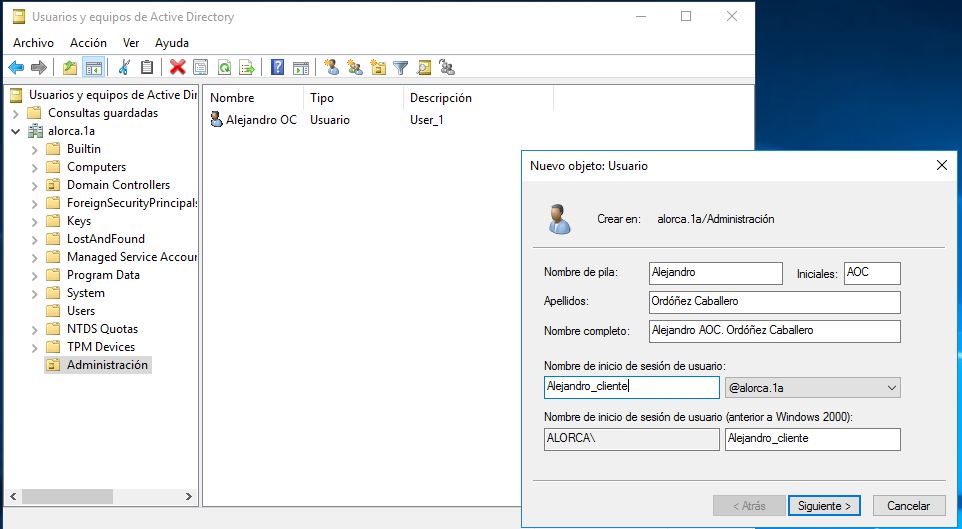 Usuarios y equipos de Active Directory
Archivo Acción Ver Ayuda
Usuarios y equipos de Active Dir
Consultas guardadas
alorca.1a
Builtin
Computers
Domain Controllers
ForeignSecurityPrincipals
Keys
LostAndFound
Managed Service Accour
Program Data
System
Users
NTDS Quotas
TPM Devices
Administración
Nombre Tipo Descripción
Alejandro OC Usuario User_1
Nuevo objeto: Usuario
Crear en: alorca.1a/Administración
Nombre de pila: Alejandro Iniciales: AOC
Apellidos: Ordóñez Caballero
Nombre completo: Alejandro AOC. Ordóñez Caballero
Nombre de inicio de sesión de usuario:
Alejandro_cliente @alorca.1a
Nombre de inicio de sesión de usuario (anterior a Windows 2000):
ALORCA\ Alejandro_cliente
< Atrás Siguiente > Cancelar